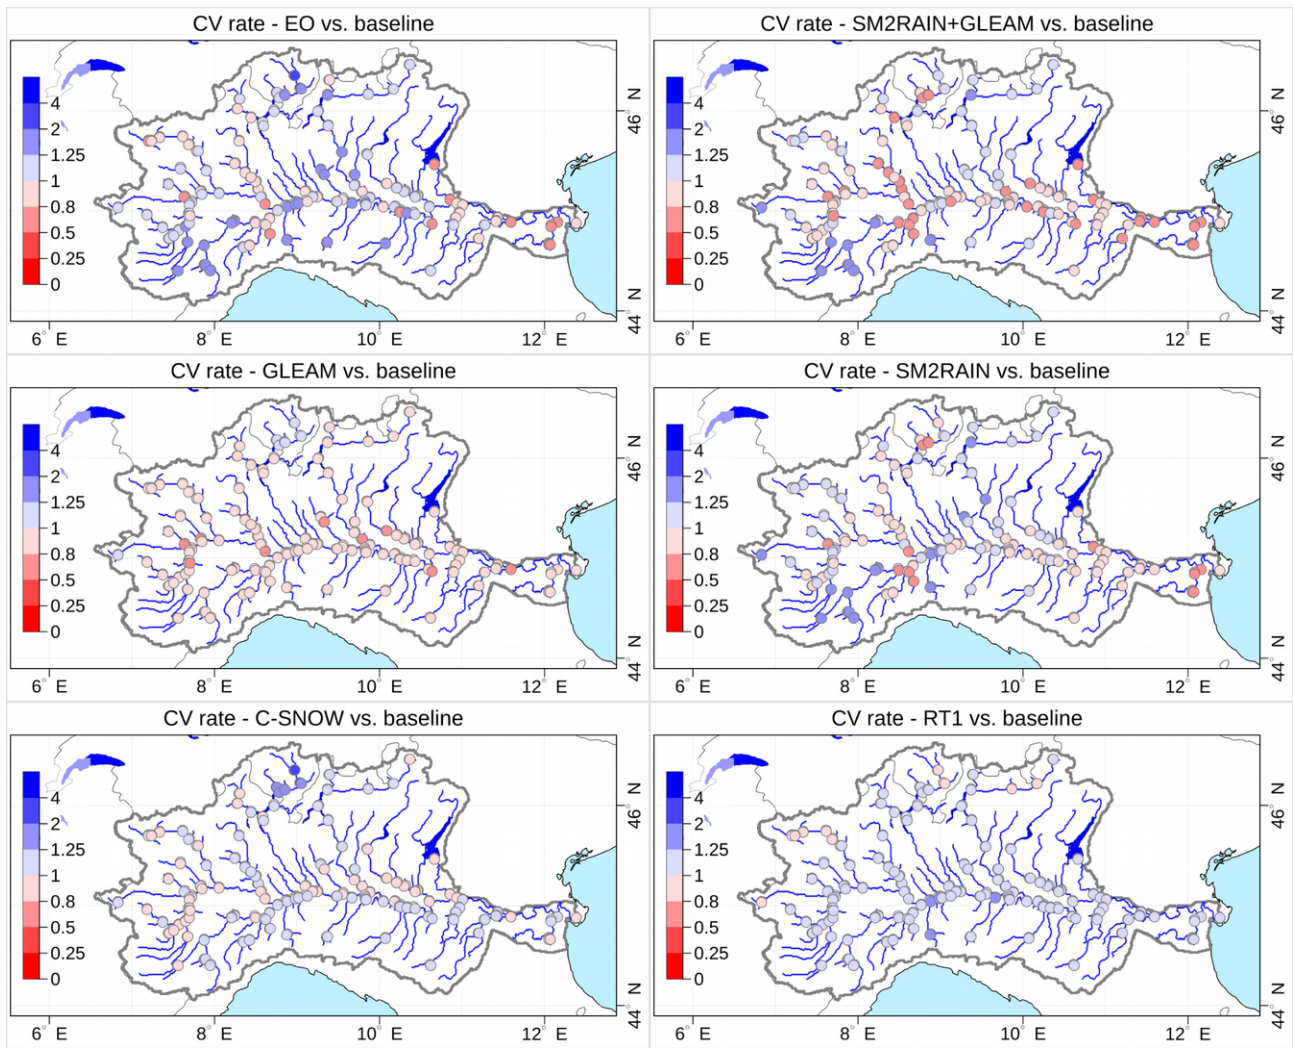 CV rate - EO vs. baseline
4
2
1.25
1
0.8
0.5
0.25
0
46° N
44° N
6° E
8° E
10° E
12° E
CV rate - SM2RAIN+GLEAM vs. baseline
4
2
1.25
1
0.8
0.5
0.25
0
46° N
44° N
6° E
8° E
10° E
12° E
CV rate - GLEAM vs. baseline
4
2
1.25
1
0.8
0.5
0.25
0
46° N
44° N
6° E
8° E
10° E
12° E
CV rate - SM2RAIN vs. baseline
4
2
1.25
1
0.8
0.5
0.25
0
46° N
44° N
6° E
8° E
10° E
12° E
CV rate - C-SNOW vs. baseline
4
2
1.25
1
0.8
0.5
0.25
0
46° N
44° N
6° E
8° E
10° E
12° E
CV rate - RT1 vs. baseline
4
2
1.25
1
0.8
0.5
0.25
0
46° N
44° N
6° E
8° E
10° E
12° E